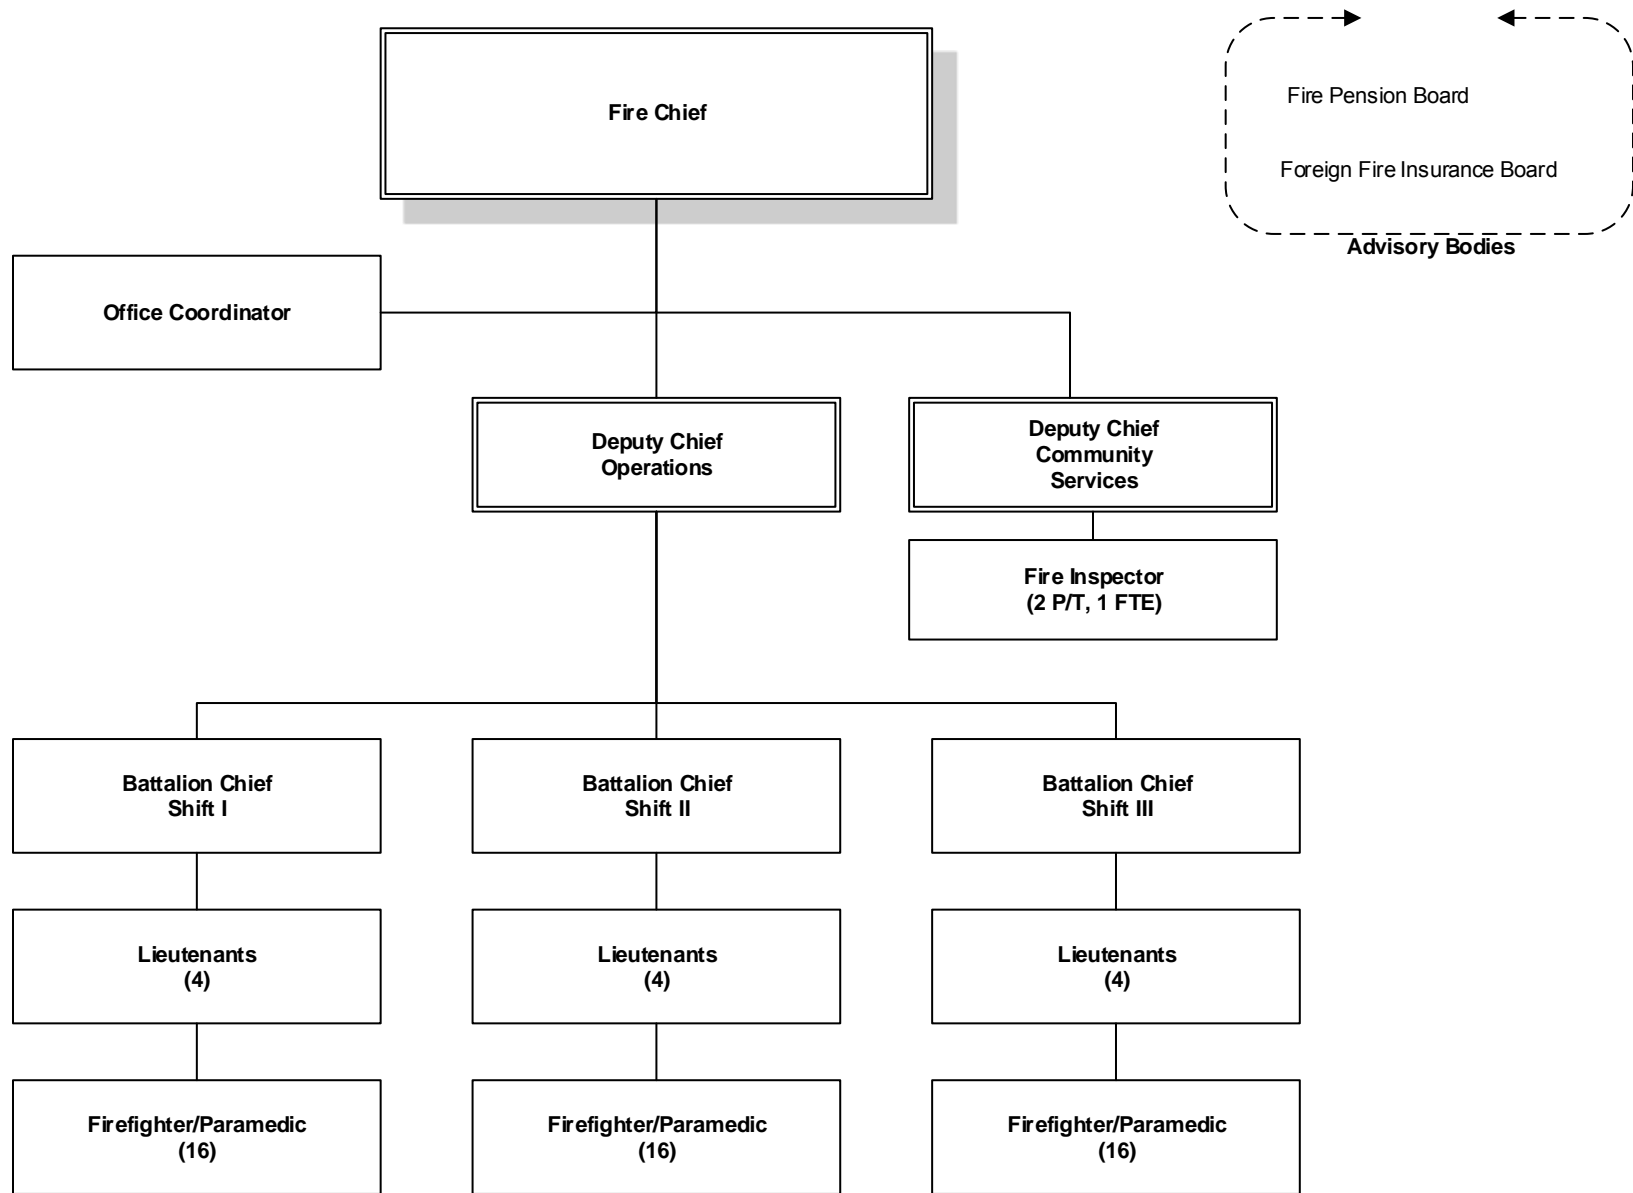 Fire Chief
Fire Pension Board
Foreign Fire Insurance Board
Advisory Bodies
Office Coordinator
Deputy Chief
Operations
Deputy Chief
Community
Services
Fire Inspector
(2 P/T, 1 FTE)
Battalion Chief
Shift I
Battalion Chief
Shift II
Battalion Chief
Shift III
Lieutenants
(4)
Lieutenants
(4)
Lieutenants
(4)
Firefighter/Paramedic
(16)
Firefighter/Paramedic
(16)
Firefighter/Paramedic
(16)